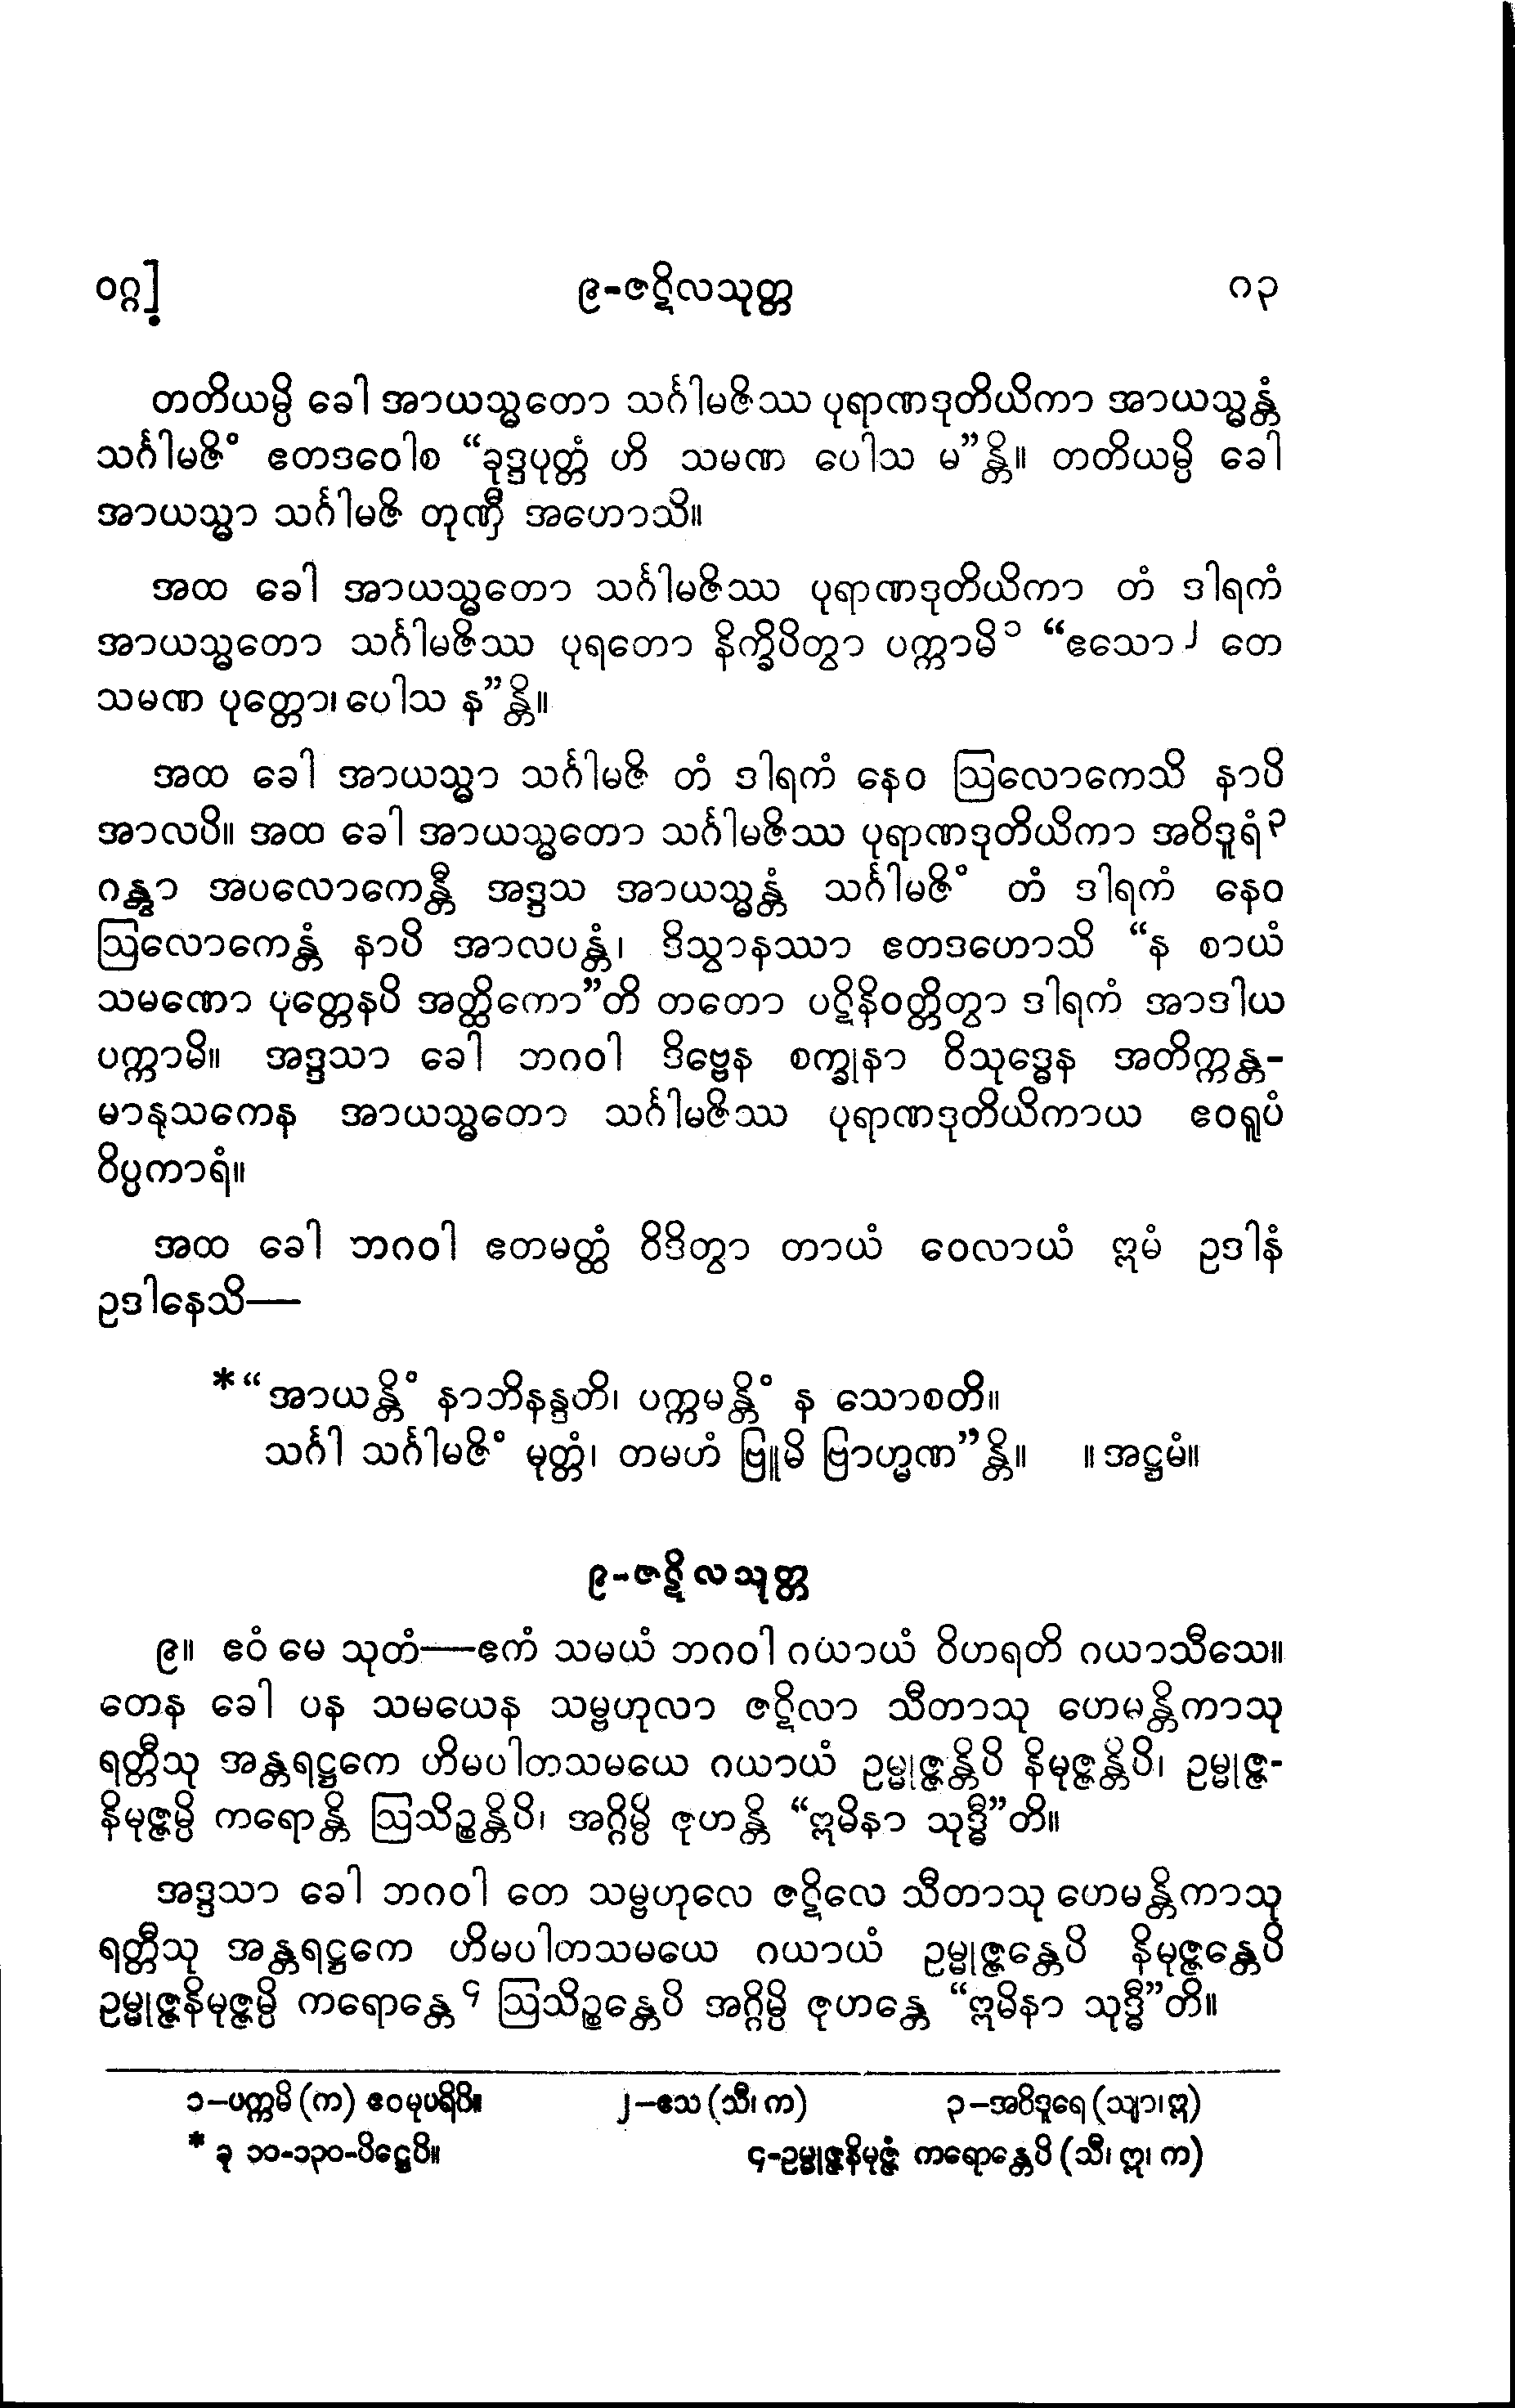 ဝဂ္ဂ] ၉-ဇဋိလသုတ္တ ၈၃
တတိယမ္ပိ ခေါ အာယသ္မတော သင်္ဂါမဇိဿ ပုရာဏဒုတိယိကာ အာယသ္မန္တံ
သင်္ဂါမဇိံ ဧတဒဝေါစ “ခုဒ္ဒပုတ္တံ ဟိ သမဏ ပေါသ မ”န္တိ။ တတိယမ္ပိ ခေါ
အာယသ္မာ သင်္ဂါမဇိ တုဏှီ အဟောသိ။
အထ ခေါ အာယသ္မတော သင်္ဂါမဇိဿ ပုရာဏဒုတိယိကာ တံ ဒါရကံ
အာယသ္မတော သင်္ဂါမဇိဿ ပုရတော နိက္ခိပိတွာ ပက္ကာမိ၁ “ဧသော၂ တေ
သမဏ ပုတ္တော၊ ပေါသ န”န္တိ။
အထ ခေါ အာယသ္မာ သင်္ဂါမဇိ တံ ဒါရကံ နေဝ ဩလောကေသိ နာပိ
အာလပိ။ အထ ခေါ အာယသ္မတော သင်္ဂါမဇိဿ ပုရာဏဒုတိယိကာ အဝိဒူရံ၃
ဂန္တွာ အပလောကေန္တီ အဒ္ဒသ အာယသ္မန္တံ သင်္ဂါမဇိံ တံ ဒါရကံ နေဝ
ဩလောကေန္တံ နာပိ အာလပန္တံ၊ ဒိသွာနဿာ ဧတဒဟောသိ “န စာယံ
သမဏော ပုတ္တေနပိ အတ္ထိကော”တိ တတော ပဋိနိဝတ္တိတွာ ဒါရကံ အာဒါယ
ပက္ကာမိ။ အဒ္ဒသာ ခေါ ဘဂဝါ ဒိဗ္ဗေန စက္ခုနာ ဝိသုဒ္ဓေန အတိက္ကန္တ-
မာနုသကေန အာယသ္မတော သင်္ဂါမဇိဿ ပုရာဏဒုတိယိကာယ ဧဝရူပံ
ဝိပ္ပကာရံ။
အထ ခေါ ဘဂဝါ ဧတမတ္ထံ ဝိဒိတွာ တာယံ ဝေလာယံ ဣမံ ဥဒါနံ
ဥဒါနေသိ—
*“အာယန္တိံ နာဘိနန္ဒတိ၊ ပက္ကမန္တိံ န သောစတိ။
သင်္ဂါ သင်္ဂါမဇိံ မုတ္တံ၊ တမဟံ ဗြူမိ ဗြာဟ္မဏ”န္တိ။ ။ အဋ္ဌမံ။
၉-ဇဋိလသုတ္တ
၉။ ဧဝံ မေ သုတံ—ဧကံ သမယံ ဘဂဝါ ဂယာယံ ဝိဟရတိ ဂယာသီသေ။
တေန ခေါ ပန သမယေန သမ္ဗဟုလာ ဇဋိလာ သီတာသု ဟေမန္တိကာသု
ရတ္တီသု အန္တရဋ္ဌကေ ဟိမပါတသမယေ ဂယာယံ ဥမ္မုဇ္ဇန္တိပိ နိမုဇ္ဇန္တိပိ၊ ဥမ္မုဇ္ဇ-
နိမုဇ္ဇမ္ပိ ကရောန္တိ ဩသိဉ္စန္တိပိ၊ အဂ္ဂိမ္ပိ ဇုဟန္တိ “ဣမိနာ သုဒ္ဓီ”တိ။
အဒ္ဒသာ ခေါ ဘဂဝါ တေ သမ္ဗဟုလေ ဇဋိလေ သီတာသု ဟေမန္တိကာသု
ရတ္တီသု အန္တရဋ္ဌကေ ဟိမပါတသမယေ ဂယာယံ ဥမ္မုဇ္ဇန္တေပိ နိမုဇ္ဇန္တေပိ
ဥမ္မုဇ္ဇနိမုဇ္ဇမ္ပိ ကရောန္တေ၄ ဩသိဉ္စန္တေပိ အဂ္ဂိမ္ပိ ဇုဟန္တေ “ဣမိနာ သုဒ္ဓီ”တိ။
၁-ပက္ကမိ (က) ဧဝမုပရိပိ။ ၂-ဧသ (သီ၊ က) ၃-အဝိဒူရေ (သျာ၊ ဣ)
* ခု ၁၀-၁၃၀-ပိဋ္ဌေပိ။ ၄-ဥမ္မုဇ္ဇနိမုဇ္ဇံ ကရောန္တေပိ (သီ၊ ဣ၊ က)